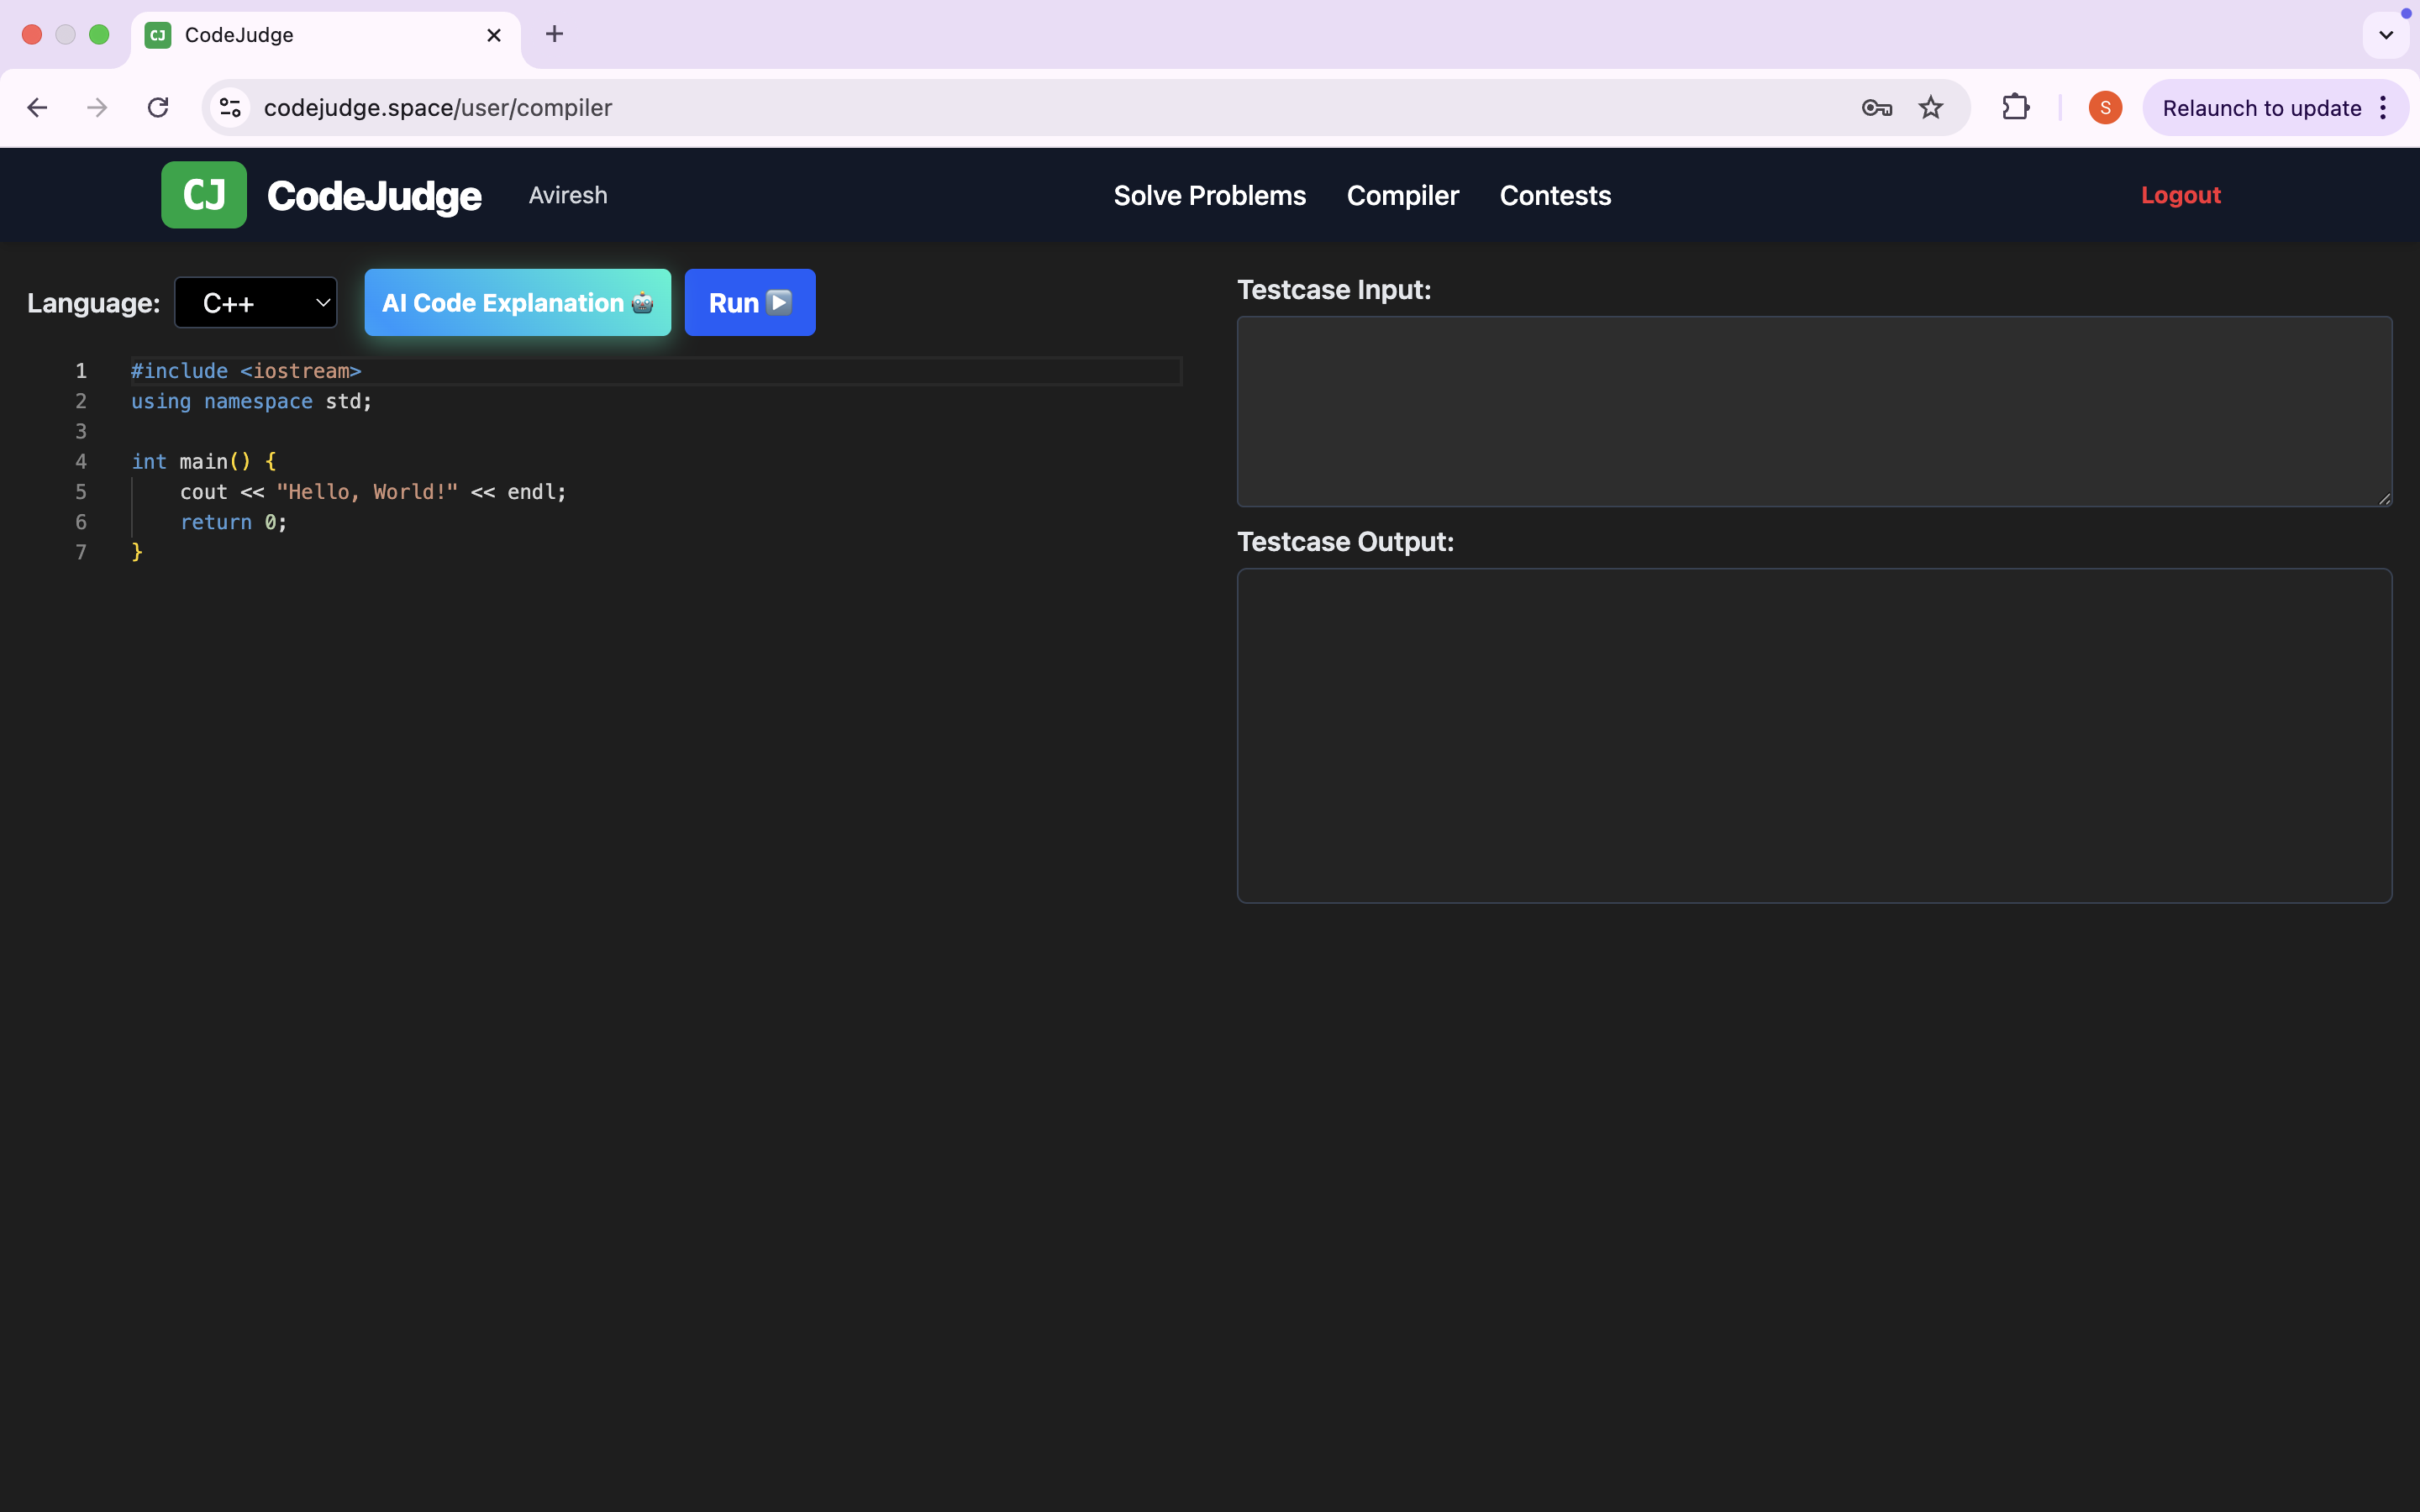 CJ CodeJudge
codejudge.space/user/compiler
S
Relaunch to update
CJ CodeJudge Aviresh Solve Problems Compiler Contests Logout
Language: C++ AI Code Explanation Run
1 #include <iostream>
2 using namespace std;
3
4 int main() {
5     cout << "Hello, World!" << endl;
6     return 0;
7 }
Testcase Input:
Testcase Output: